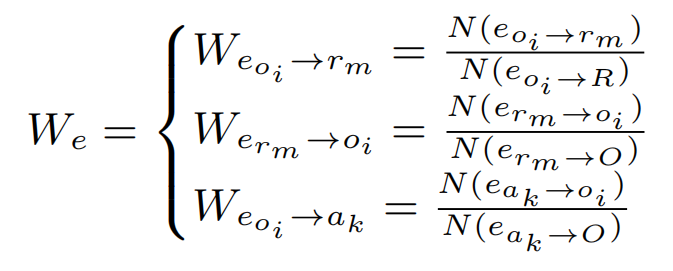 W_e = { W_{e_{o_i→r_m}} = N(e_{o_i→r_m}) / N(e_{o_i→R})
W_{e_{r_m→o_i}} = N(e_{r_m→o_i}) / N(e_{r_m→O})
W_{e_{o_i→a_k}} = N(e_{a_k→o_i}) / N(e_{a_k→O})